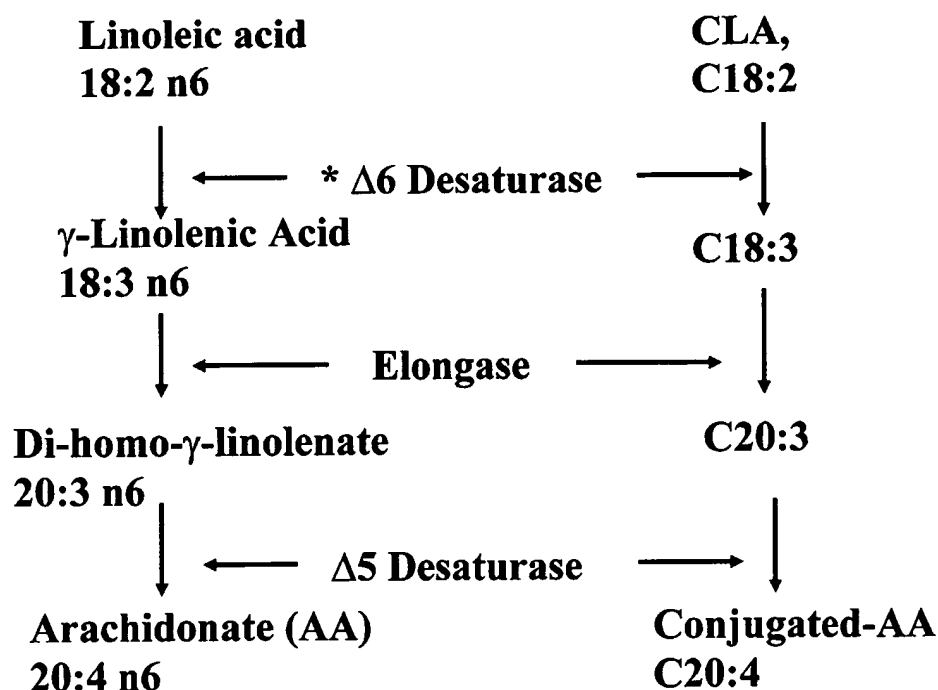 Linoleic acid
18:2 n6
CLA,
C18:2
* Δ6 Desaturase
γ-Linolenic Acid
18:3 n6
C18:3
Elongase
Di-homo-γ-linolenate
20:3 n6
C20:3
Δ5 Desaturase
Arachidonate (AA)
20:4 n6
Conjugated-AA
C20:4